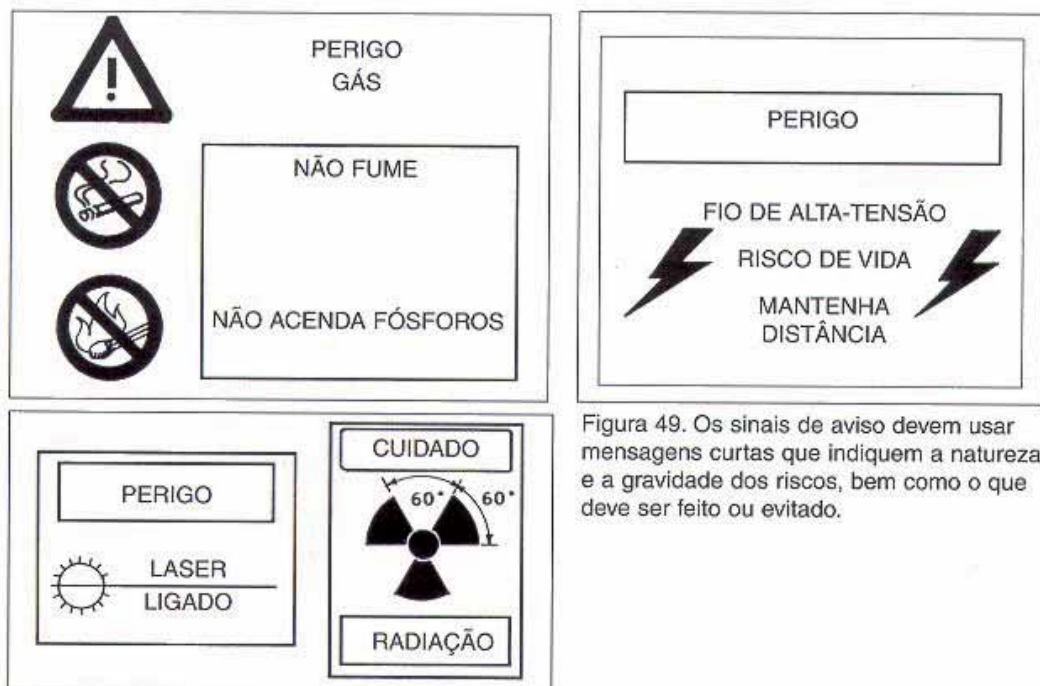 PERIGO
GÁS
NÃO FUME
NÃO ACENDA FÓSFOROS
PERIGO
FIO DE ALTA-TENSÃO
RISCO DE VIDA
MANTENHA
DISTÂNCIA
PERIGO
LASER
LIGADO
CUIDADO
60° 60°
RADIAÇÃO
Figura 49. Os sinais de aviso devem usar
mensagens curtas que indiquem a natureza
e a gravidade dos riscos, bem como o que
deve ser feito ou evitado.